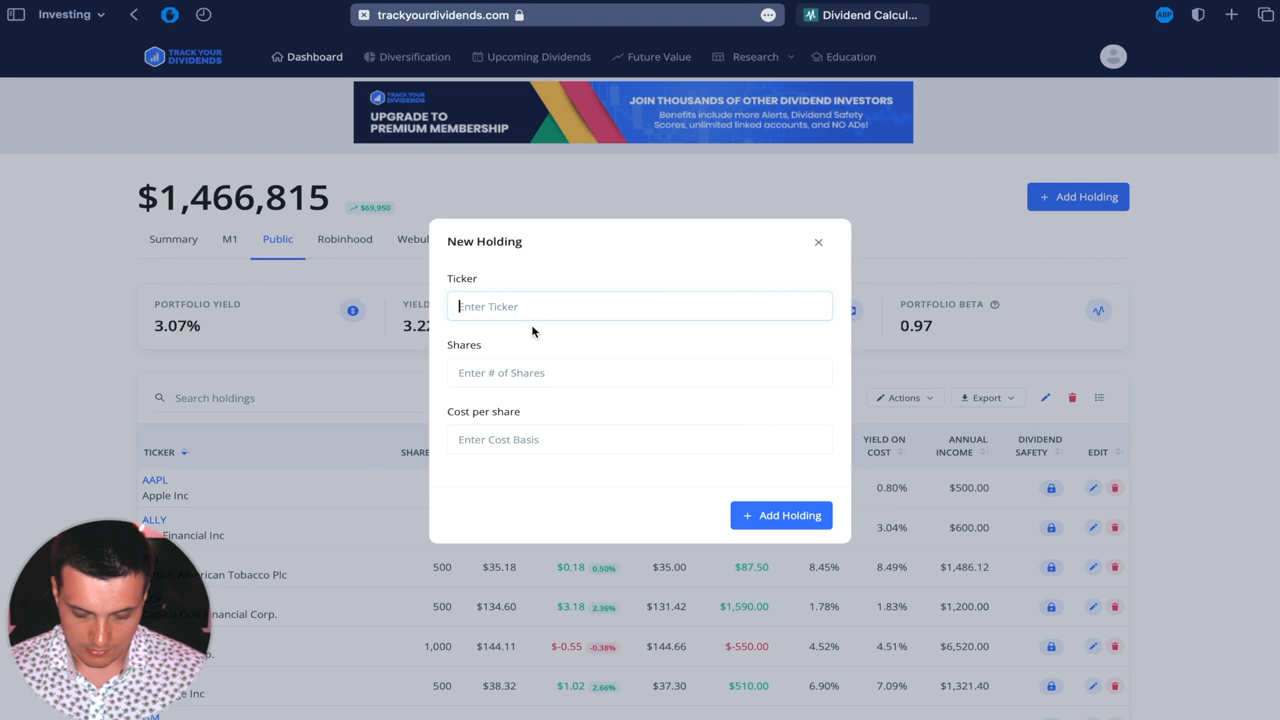 Investing
trackyourdividends.com
Dividend Calcul...
ABP
TRACK YOUR
DIVIDENDS
Dashboard
Diversification
Upcoming Dividends
Future Value
Research
Education
TRACK YOUR
DIVIDENDS
UPGRADE TO
PREMIUM MEMBERSHIP
JOIN THOUSANDS OF OTHER DIVIDEND INVESTORS
Benefits include more Alerts, Dividend Safety
Scores, unlimited linked accounts, and NO ADs!
$1,466,815
$69,950
+ Add Holding
Summary
M1
Public
Robinhood
Webul
New Holding
Ticker
Enter Ticker
Shares
Enter # of Shares
Cost per share
Enter Cost Basis
+ Add Holding
PORTFOLIO YIELD
3.07%
YIEL
3.22
PORTFOLIO BETA
0.97
Search holdings
Actions
Export
TICKER
SHARE
YIELD ON
COST
ANNUAL
INCOME
DIVIDEND
SAFETY
EDIT
AAPL
Apple Inc
0.80% $500.00
ALLY
Financial Inc
3.04% $600.00
ish American Tobacco Plc
500 $35.18 $0.18 0.50% $35.00 $87.50 8.45% 8.49% $1,486.12
Capital One Financial Corp.
500 $134.60 $3.18 2.36% $131.42 $1,590.00 1.78% 1.83% $1,200.00
p.
1,000 $144.11 $-0.55 -0.38% $144.66 $-550.00 4.52% 4.51% $6,520.00
e Inc
500 $38.32 $1.02 2.66% $37.30 $510.00 6.90% 7.09% $1,321.40